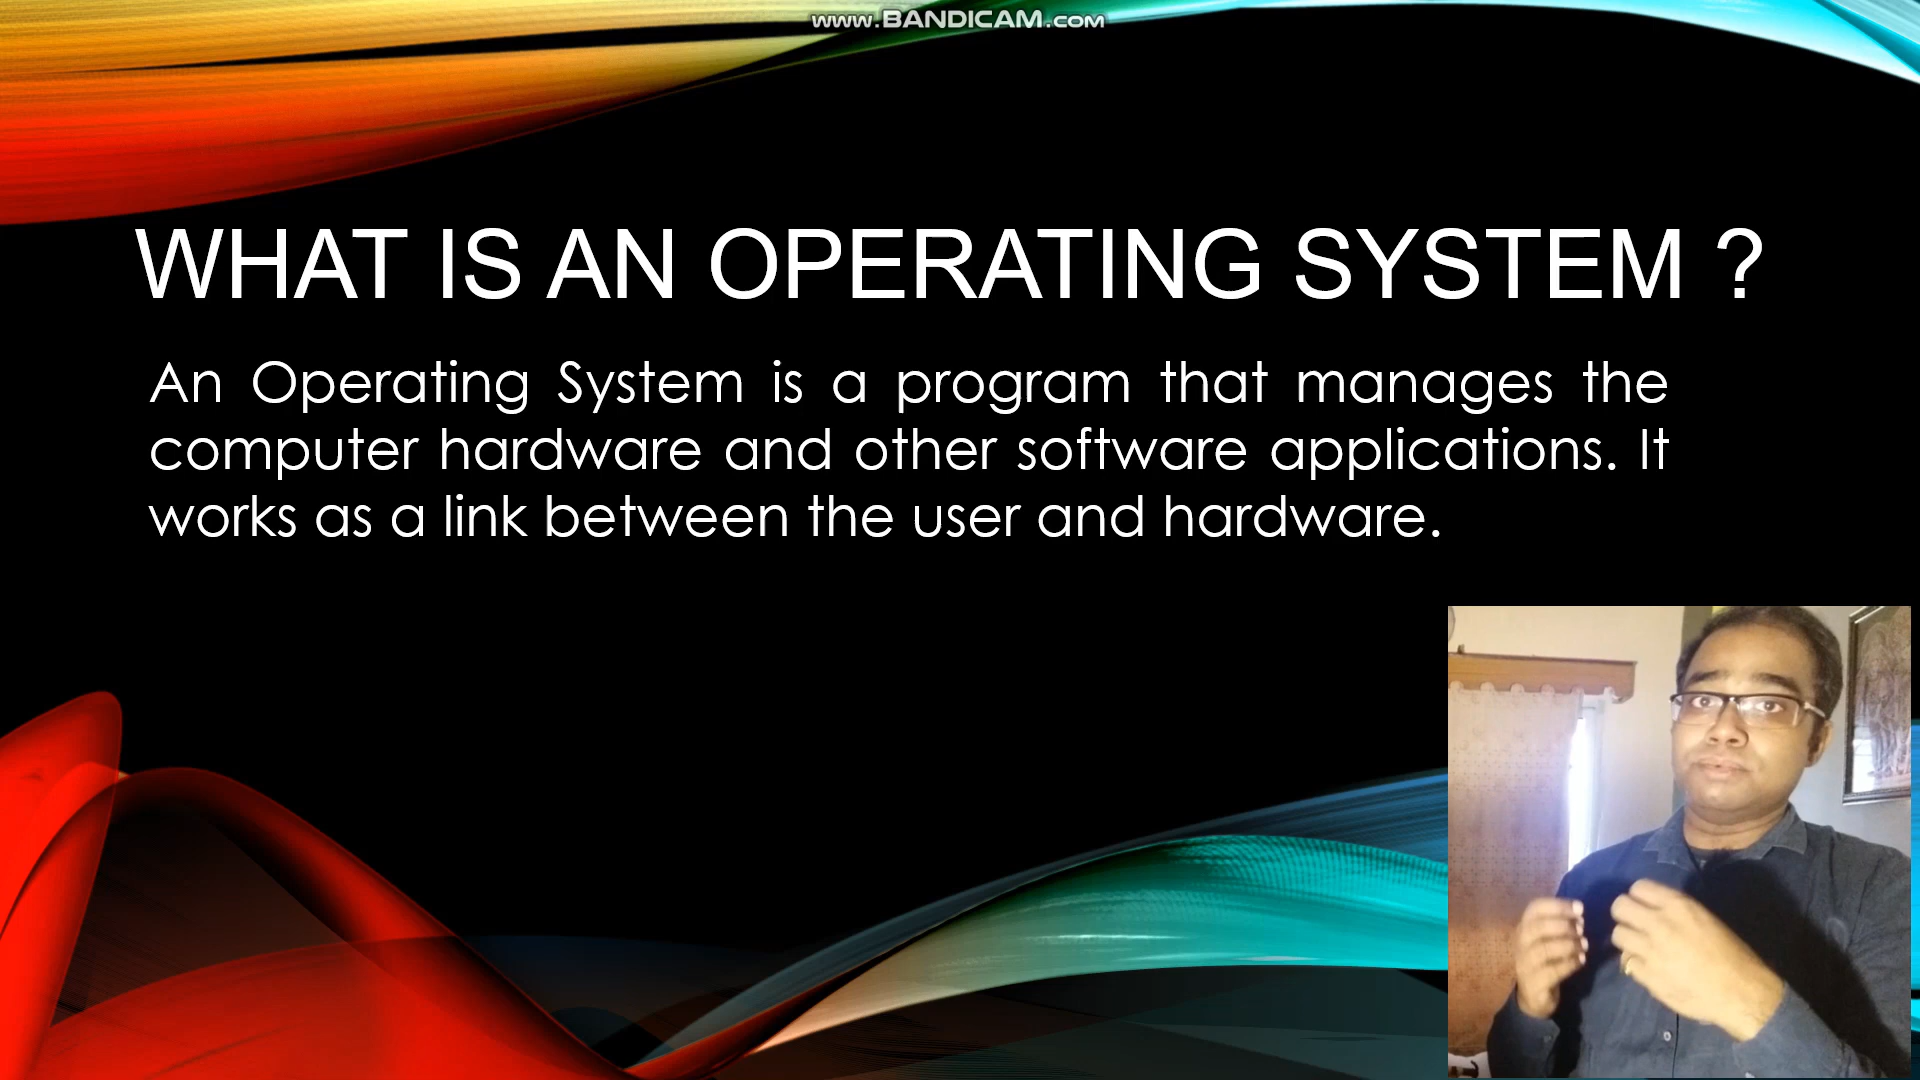 www.BANDICAM.com
WHAT IS AN OPERATING SYSTEM ?
An Operating System is a program that manages the
computer hardware and other software applications. It
works as a link between the user and hardware.